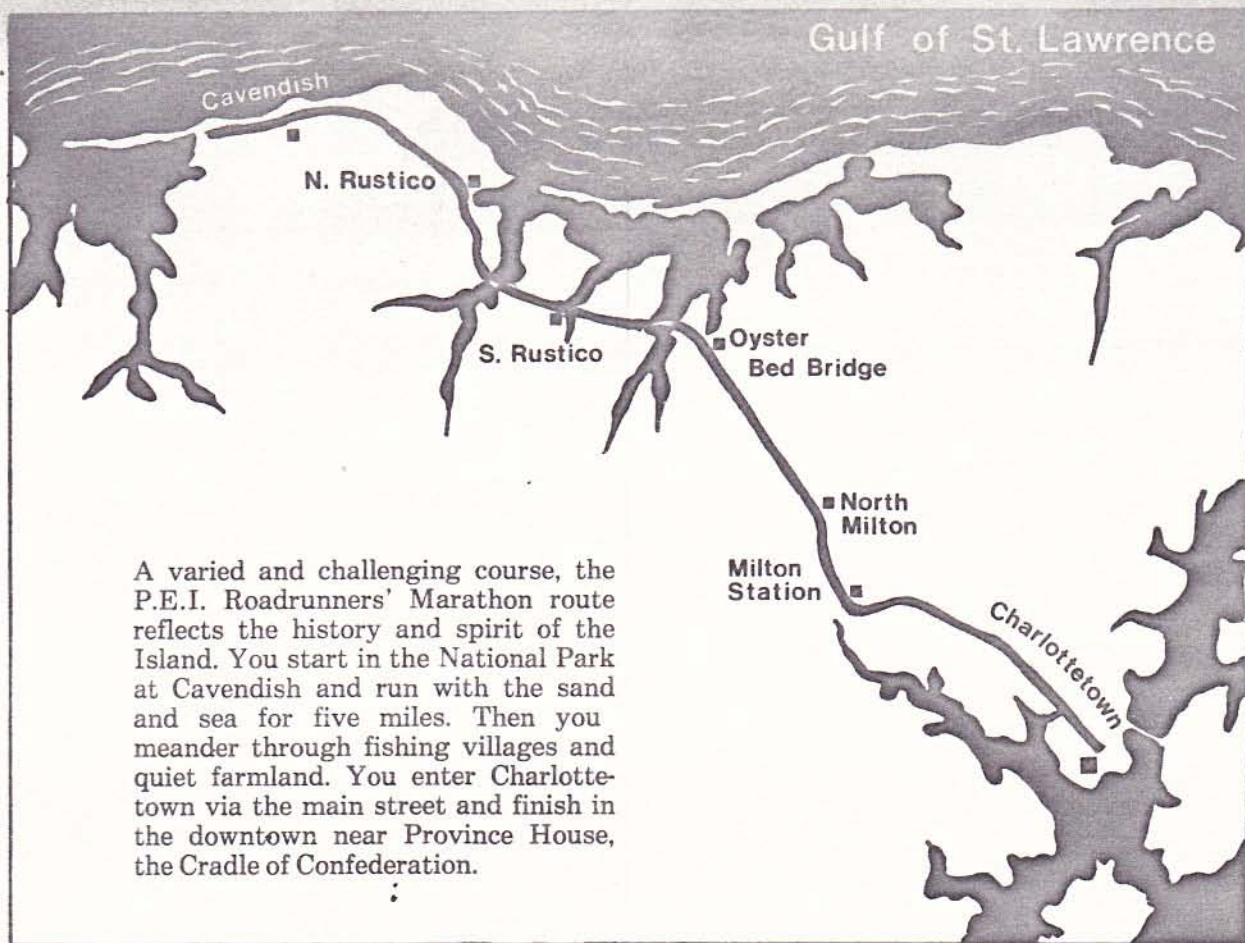 Gulf of St. Lawrence
Cavendish
N. Rustico
S. Rustico
Oyster
Bed Bridge
North
Milton
Milton
Station
Charlottetown
A varied and challenging course, the
P.E.I. Roadrunners' Marathon route
reflects the history and spirit of the
Island. You start in the National Park
at Cavendish and run with the sand
and sea for five miles. Then you
meander through fishing villages and
quiet farmland. You enter Charlotte-
town via the main street and finish in
the downtown near Province House,
the Cradle of Confederation.